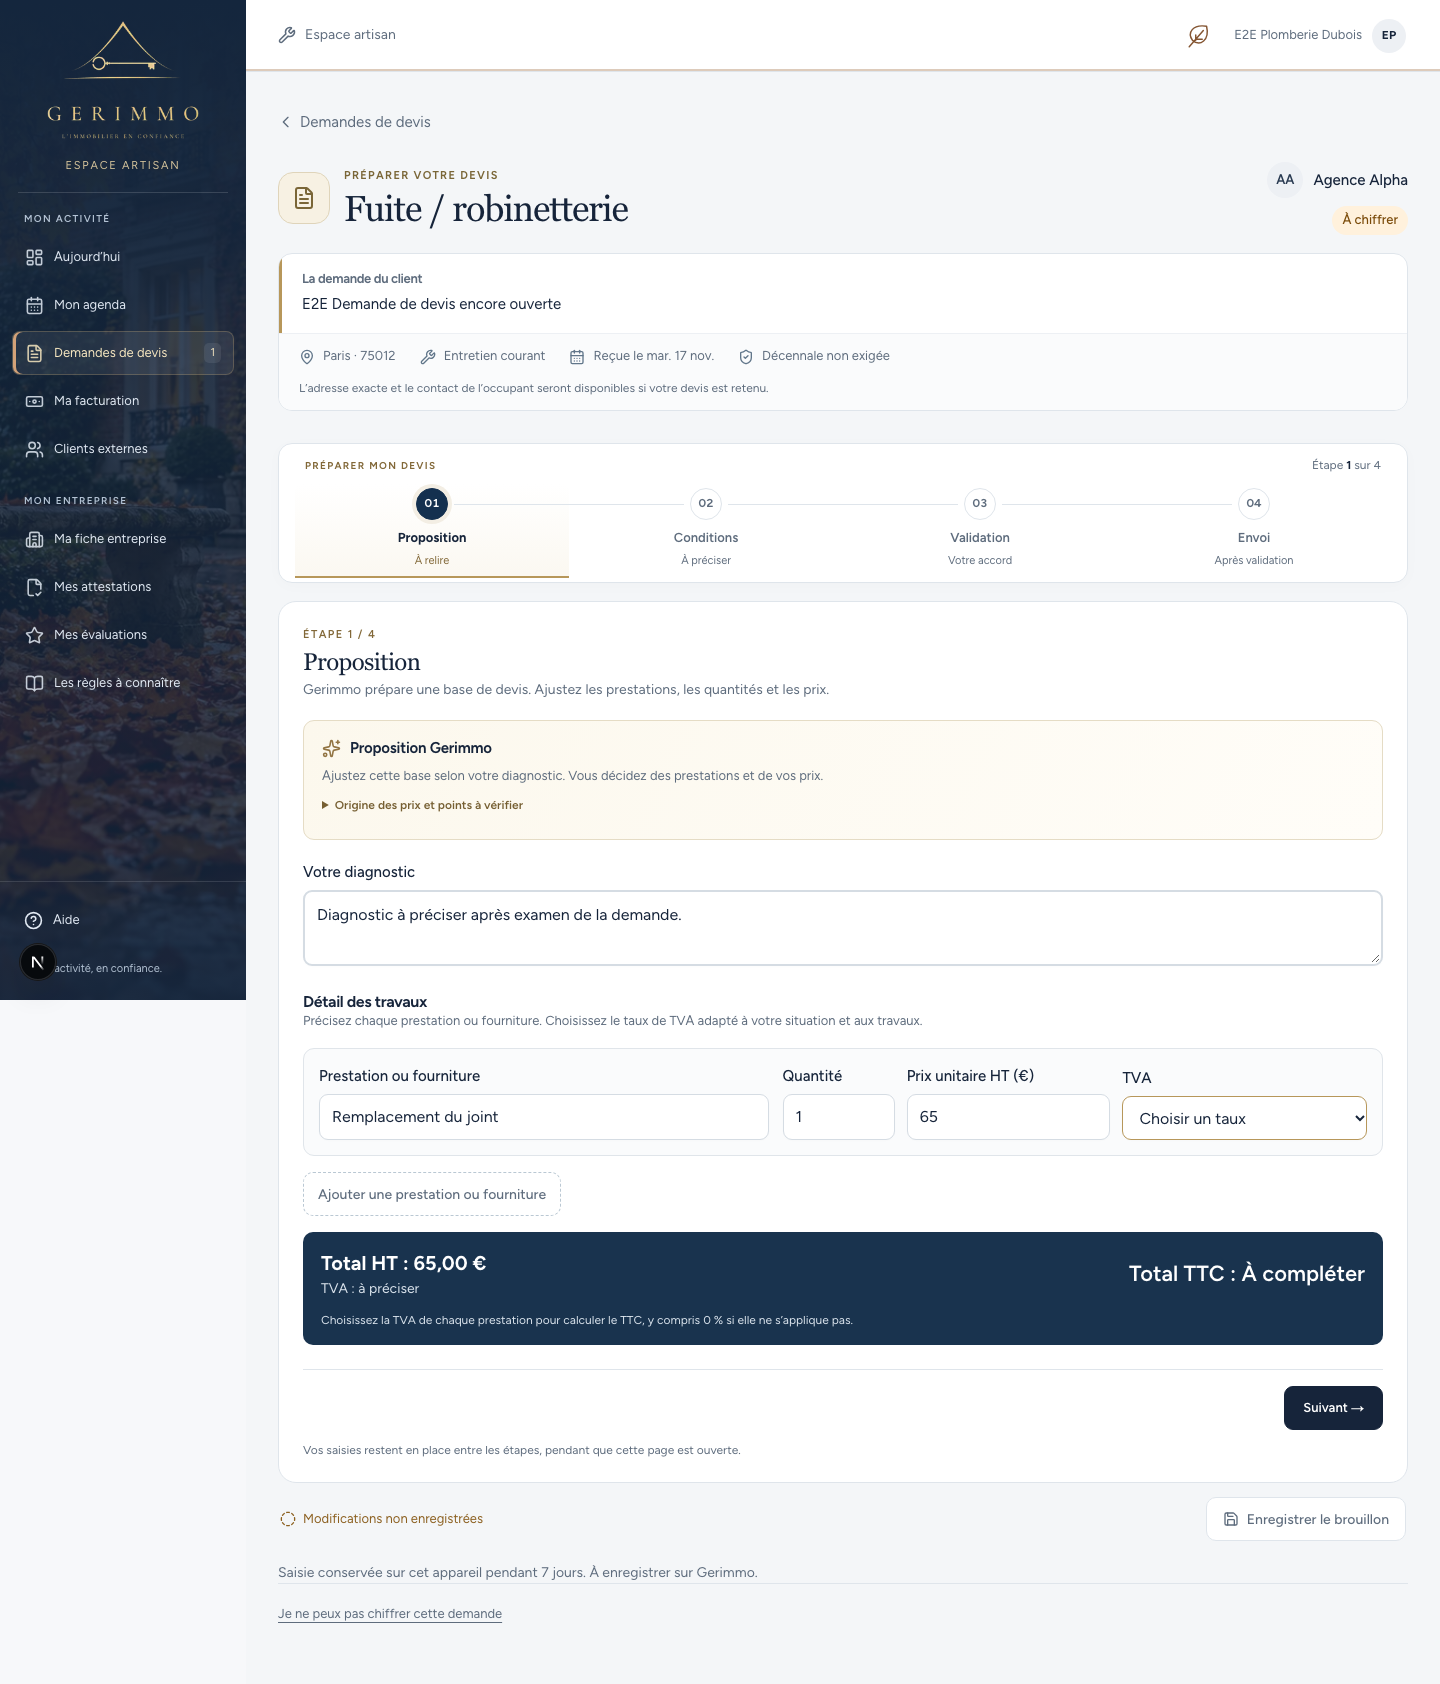 GERIMMO
L'IMMOBILIER EN CONFIANCE
ESPACE ARTISAN
MON ACTIVITÉ
Aujourd'hui
Mon agenda
Demandes de devis 1
Ma facturation
Clients externes
MON ENTREPRISE
Ma fiche entreprise
Mes attestations
Mes évaluations
Les règles à connaître
Aide
N
activité, en confiance.
Espace artisan
E2E Plomberie Dubois EP
Demandes de devis
PRÉPARER VOTRE DEVIS
Fuite / robinetterie
AA Agence Alpha
À chiffrer
La demande du client
E2E Demande de devis encore ouverte
Paris · 75012 Entretien courant Reçue le mar. 17 nov. Décennale non exigée
L'adresse exacte et le contact de l'occupant seront disponibles si votre devis est retenu.
PRÉPARER MON DEVIS
Étape 1 sur 4
01 02 03 04
Proposition Conditions Validation Envoi
À relire À préciser Votre accord Après validation
ÉTAPE 1 / 4
Proposition
Gerimmo prépare une base de devis. Ajustez les prestations, les quantités et les prix.
Proposition Gerimmo
Ajustez cette base selon votre diagnostic. Vous décidez des prestations et de vos prix.
▶ Origine des prix et points à vérifier
Votre diagnostic
Diagnostic à préciser après examen de la demande.
Détail des travaux
Précisez chaque prestation ou fourniture. Choisissez le taux de TVA adapté à votre situation et aux travaux.
Prestation ou fourniture Quantité Prix unitaire HT (€) TVA
Remplacement du joint 1 65 Choisir un taux
Ajouter une prestation ou fourniture
Total HT : 65,00 €
TVA : à préciser
Total TTC : À compléter
Choisissez la TVA de chaque prestation pour calculer le TTC, y compris 0 % si elle ne s'applique pas.
Suivant →
Vos saisies restent en place entre les étapes, pendant que cette page est ouverte.
Modifications non enregistrées
Enregistrer le brouillon
Saisie conservée sur cet appareil pendant 7 jours. À enregistrer sur Gerimmo.
Je ne peux pas chiffrer cette demande